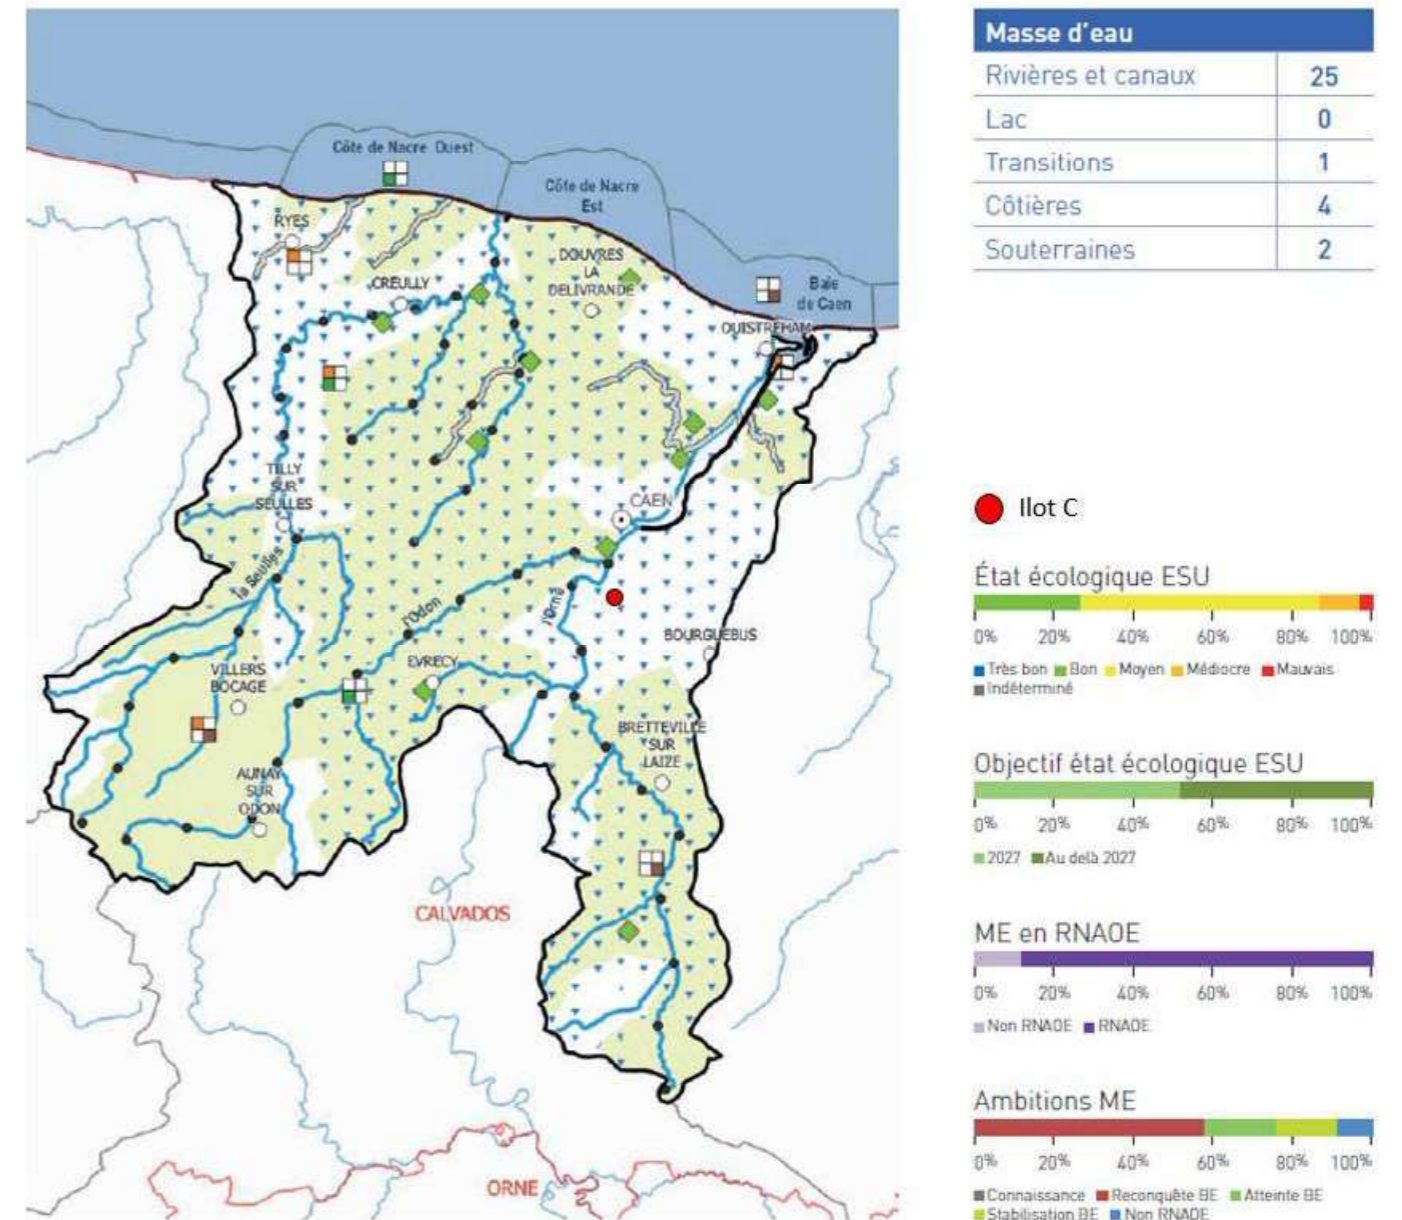 Côte de Nacre Ouest
Côte de Nacre
Est
RYES
DOUVRES
LA
DELIVRANDE
CREULLY
Baie
de Caen
OUISTREHAM
TILLY
SUR
SEULLES
CAEN
la Seulles
l'Odon
l'Orne
BOURGUEBUS
EVRECY
VILLERS
BOCAGE
BRETTEVILLE
SUR
LAIZE
AUNAY
SUR
ODON
CALVADOS
ORNE
Masse d'eau
Rivières et canaux 25
Lac 0
Transitions 1
Côtières 4
Souterraines 2
Ilot C
État écologique ESU
0% 20% 40% 60% 80% 100%
Très bon Bon Moyen Médiocre Mauvais
Indéterminé
Objectif état écologique ESU
0% 20% 40% 60% 80% 100%
2027 Au delà 2027
ME en RNAOE
0% 20% 40% 60% 80% 100%
Non RNAOE RNAOE
Ambitions ME
0% 20% 40% 60% 80% 100%
Connaissance Reconquête BE Atteinte BE
Stabilisation BE Non RNAOE